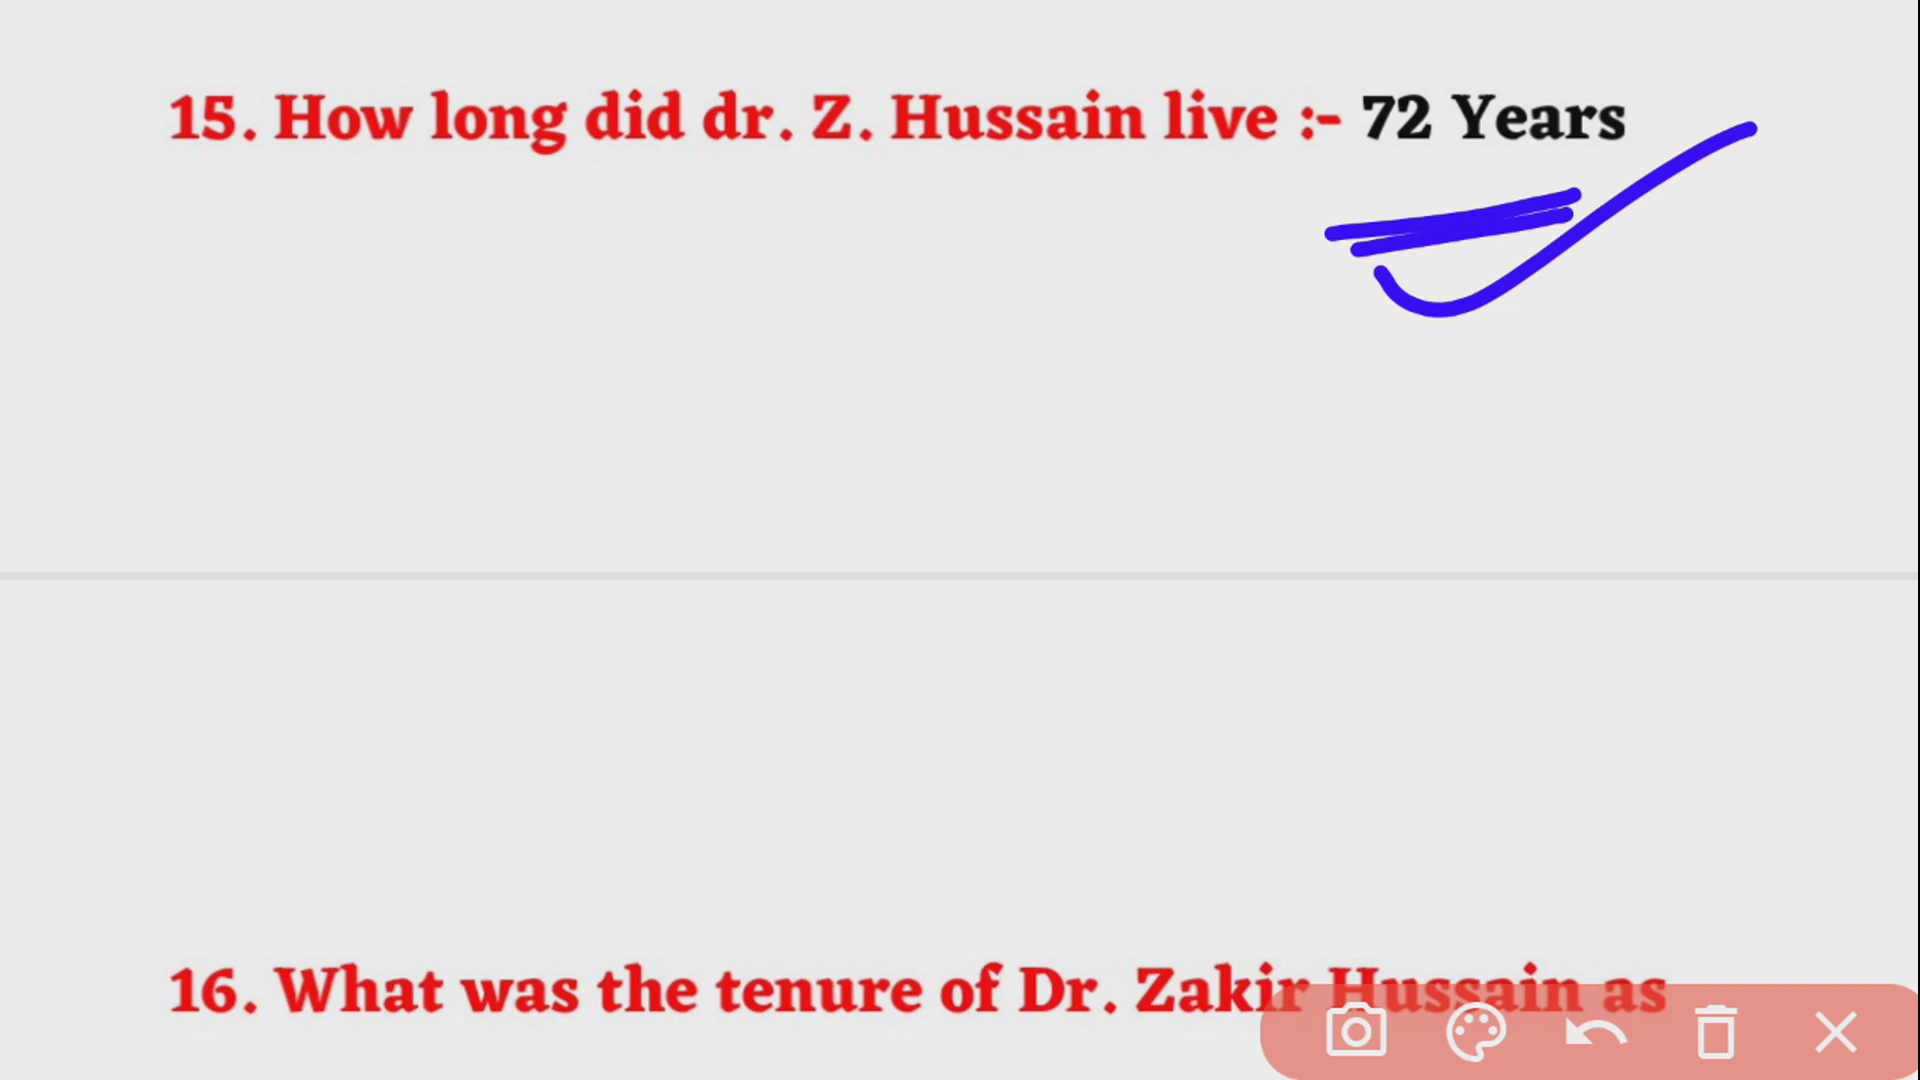 15. How long did dr. Z. Hussain live :- 72 Years
16. What was the tenure of Dr. Zakir Hussain as